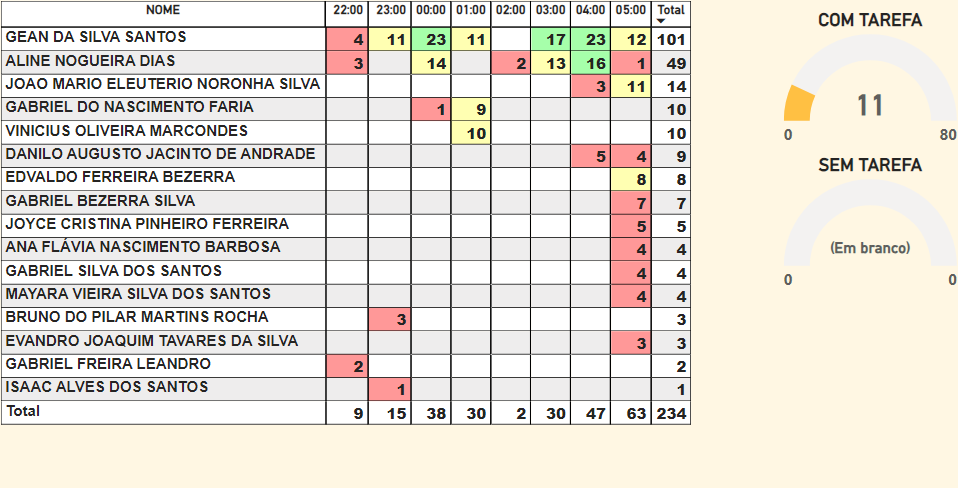 NOME 22:00 23:00 00:00 01:00 02:00 03:00 04:00 05:00 Total
GEAN DA SILVA SANTOS 4 11 23 11 17 23 12 101
ALINE NOGUEIRA DIAS 3 14 2 13 16 1 49
JOAO MARIO ELEUTERIO NORONHA SILVA 3 11 14
GABRIEL DO NASCIMENTO FARIA 1 9 10
VINICIUS OLIVEIRA MARCONDES 10 10
DANILO AUGUSTO JACINTO DE ANDRADE 5 4 9
EDVALDO FERREIRA BEZERRA 8 8
GABRIEL BEZERRA SILVA 7 7
JOYCE CRISTINA PINHEIRO FERREIRA 5 5
ANA FLÁVIA NASCIMENTO BARBOSA 4 4
GABRIEL SILVA DOS SANTOS 4 4
MAYARA VIEIRA SILVA DOS SANTOS 4 4
BRUNO DO PILAR MARTINS ROCHA 3 3
EVANDRO JOAQUIM TAVARES DA SILVA 3 3
GABRIEL FREIRA LEANDRO 2 2
ISAAC ALVES DOS SANTOS 1 1
Total 9 15 38 30 2 30 47 63 234
COM TAREFA
11
0 80
SEM TAREFA
(Em branco)
0 0